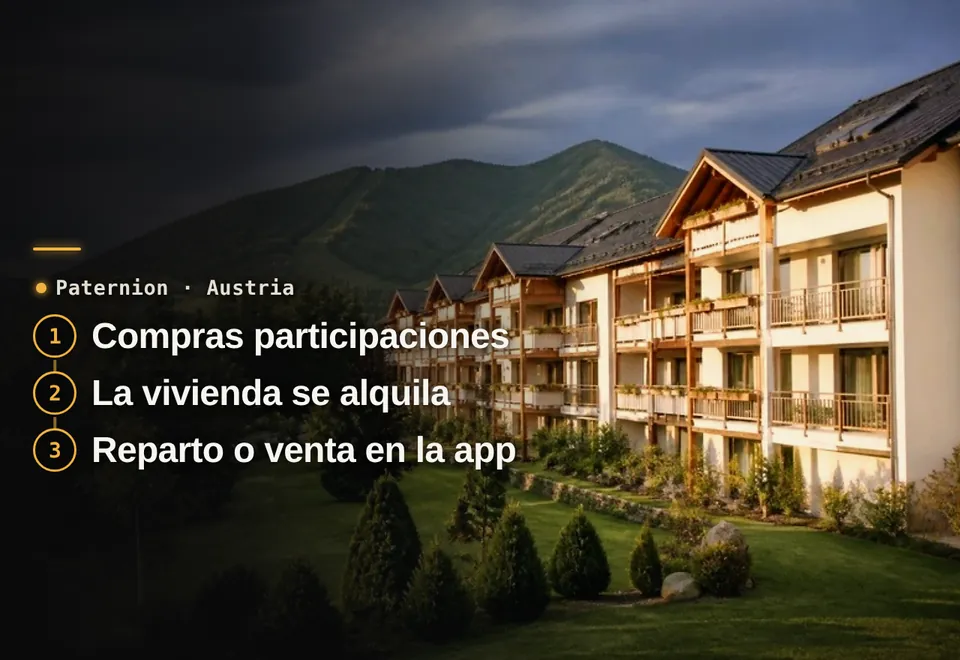 Paternion · Austria
1 Compras participaciones
2 La vivienda se alquila
3 Reparto o venta en la app